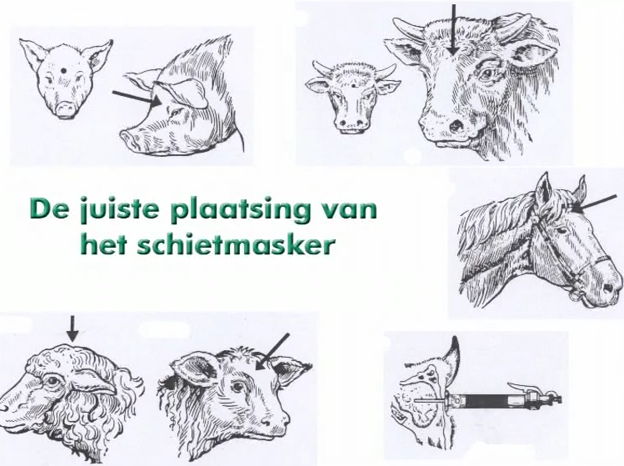 De juiste plaatsing van
het schietmasker